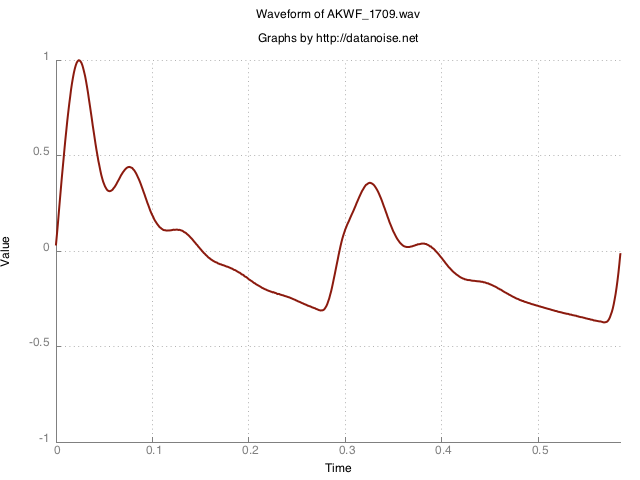 Waveform of AKWF_1709.wav
Graphs by http://datanoise.net
1
0.5
0
-0.5
-1
Value
0 0.1 0.2 0.3 0.4 0.5
Time